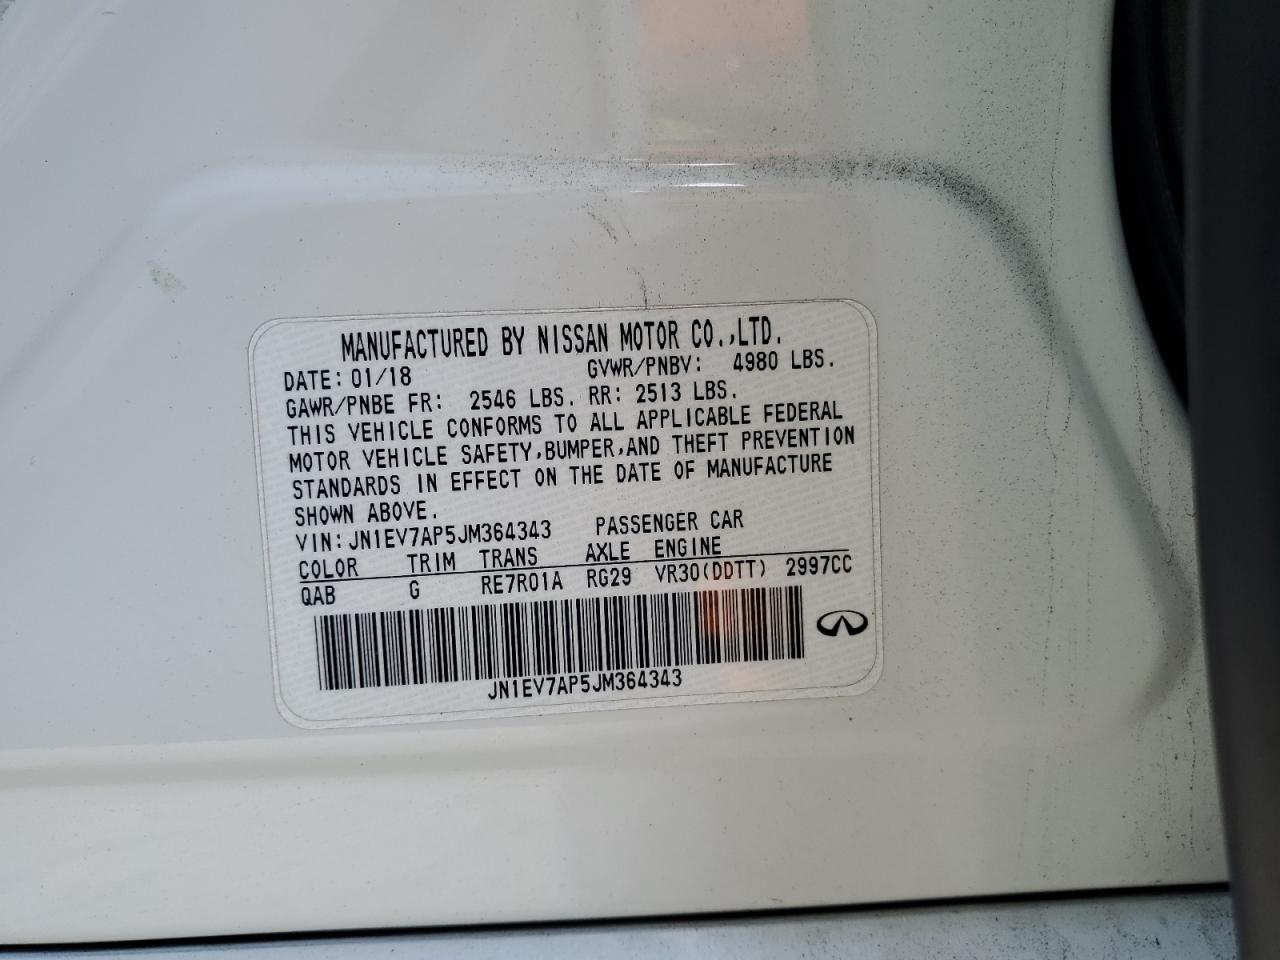 MANUFACTURED BY NISSAN MOTOR CO.,LTD.
DATE: 01/18 GVWR/PNBV: 4980 LBS.
GAWR/PNBE FR: 2546 LBS. RR: 2513 LBS.
THIS VEHICLE CONFORMS TO ALL APPLICABLE FEDERAL
MOTOR VEHICLE SAFETY,BUMPER,AND THEFT PREVENTION
STANDARDS IN EFFECT ON THE DATE OF MANUFACTURE
SHOWN ABOVE.
VIN:JN1EV7AP5JM364343 PASSENGER CAR
COLOR TRIM TRANS AXLE ENGINE
QAB G RE7R01A RG29 VR30(DDTT) 2997CC
JN1EV7AP5JM364343